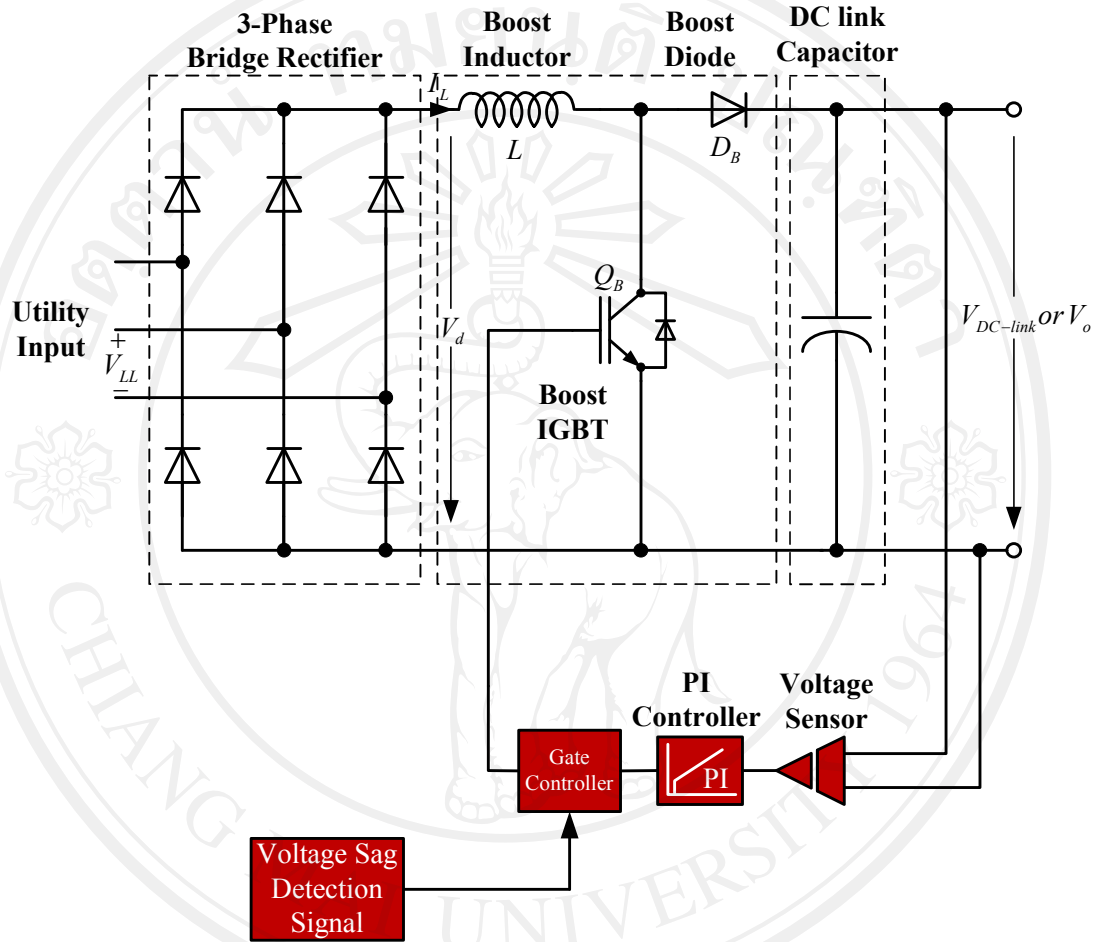 3-Phase
Bridge Rectifier
Boost
Inductor
Boost
Diode
DC link
Capacitor
I_L
L
D_B
Utility
Input
+
V_LL
−
V_d
Q_B
Boost
IGBT
V_DC−link or V_o
PI
Controller
Voltage
Sensor
Gate
Controller
PI
Voltage Sag
Detection
Signal
CHIANG
UNIVERSITY 1964